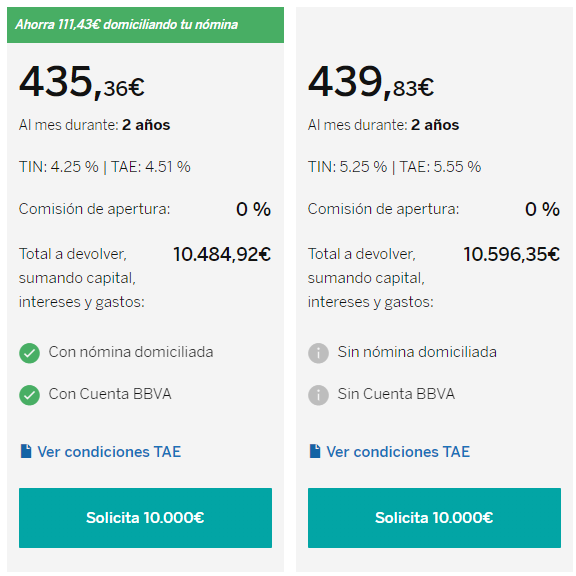 Ahorra 111,43€ domiciliando tu nómina
435,36€
Al mes durante: 2 años
TIN: 4.25 % | TAE: 4.51 %
Comisión de apertura: 0 %
Total a devolver, 10.484,92€
sumando capital,
intereses y gastos:
Con nómina domiciliada
Con Cuenta BBVA
Ver condiciones TAE
Solicita 10.000€
439,83€
Al mes durante: 2 años
TIN: 5.25 % | TAE: 5.55 %
Comisión de apertura: 0 %
Total a devolver, 10.596,35€
sumando capital,
intereses y gastos:
Sin nómina domiciliada
Sin Cuenta BBVA
Ver condiciones TAE
Solicita 10.000€